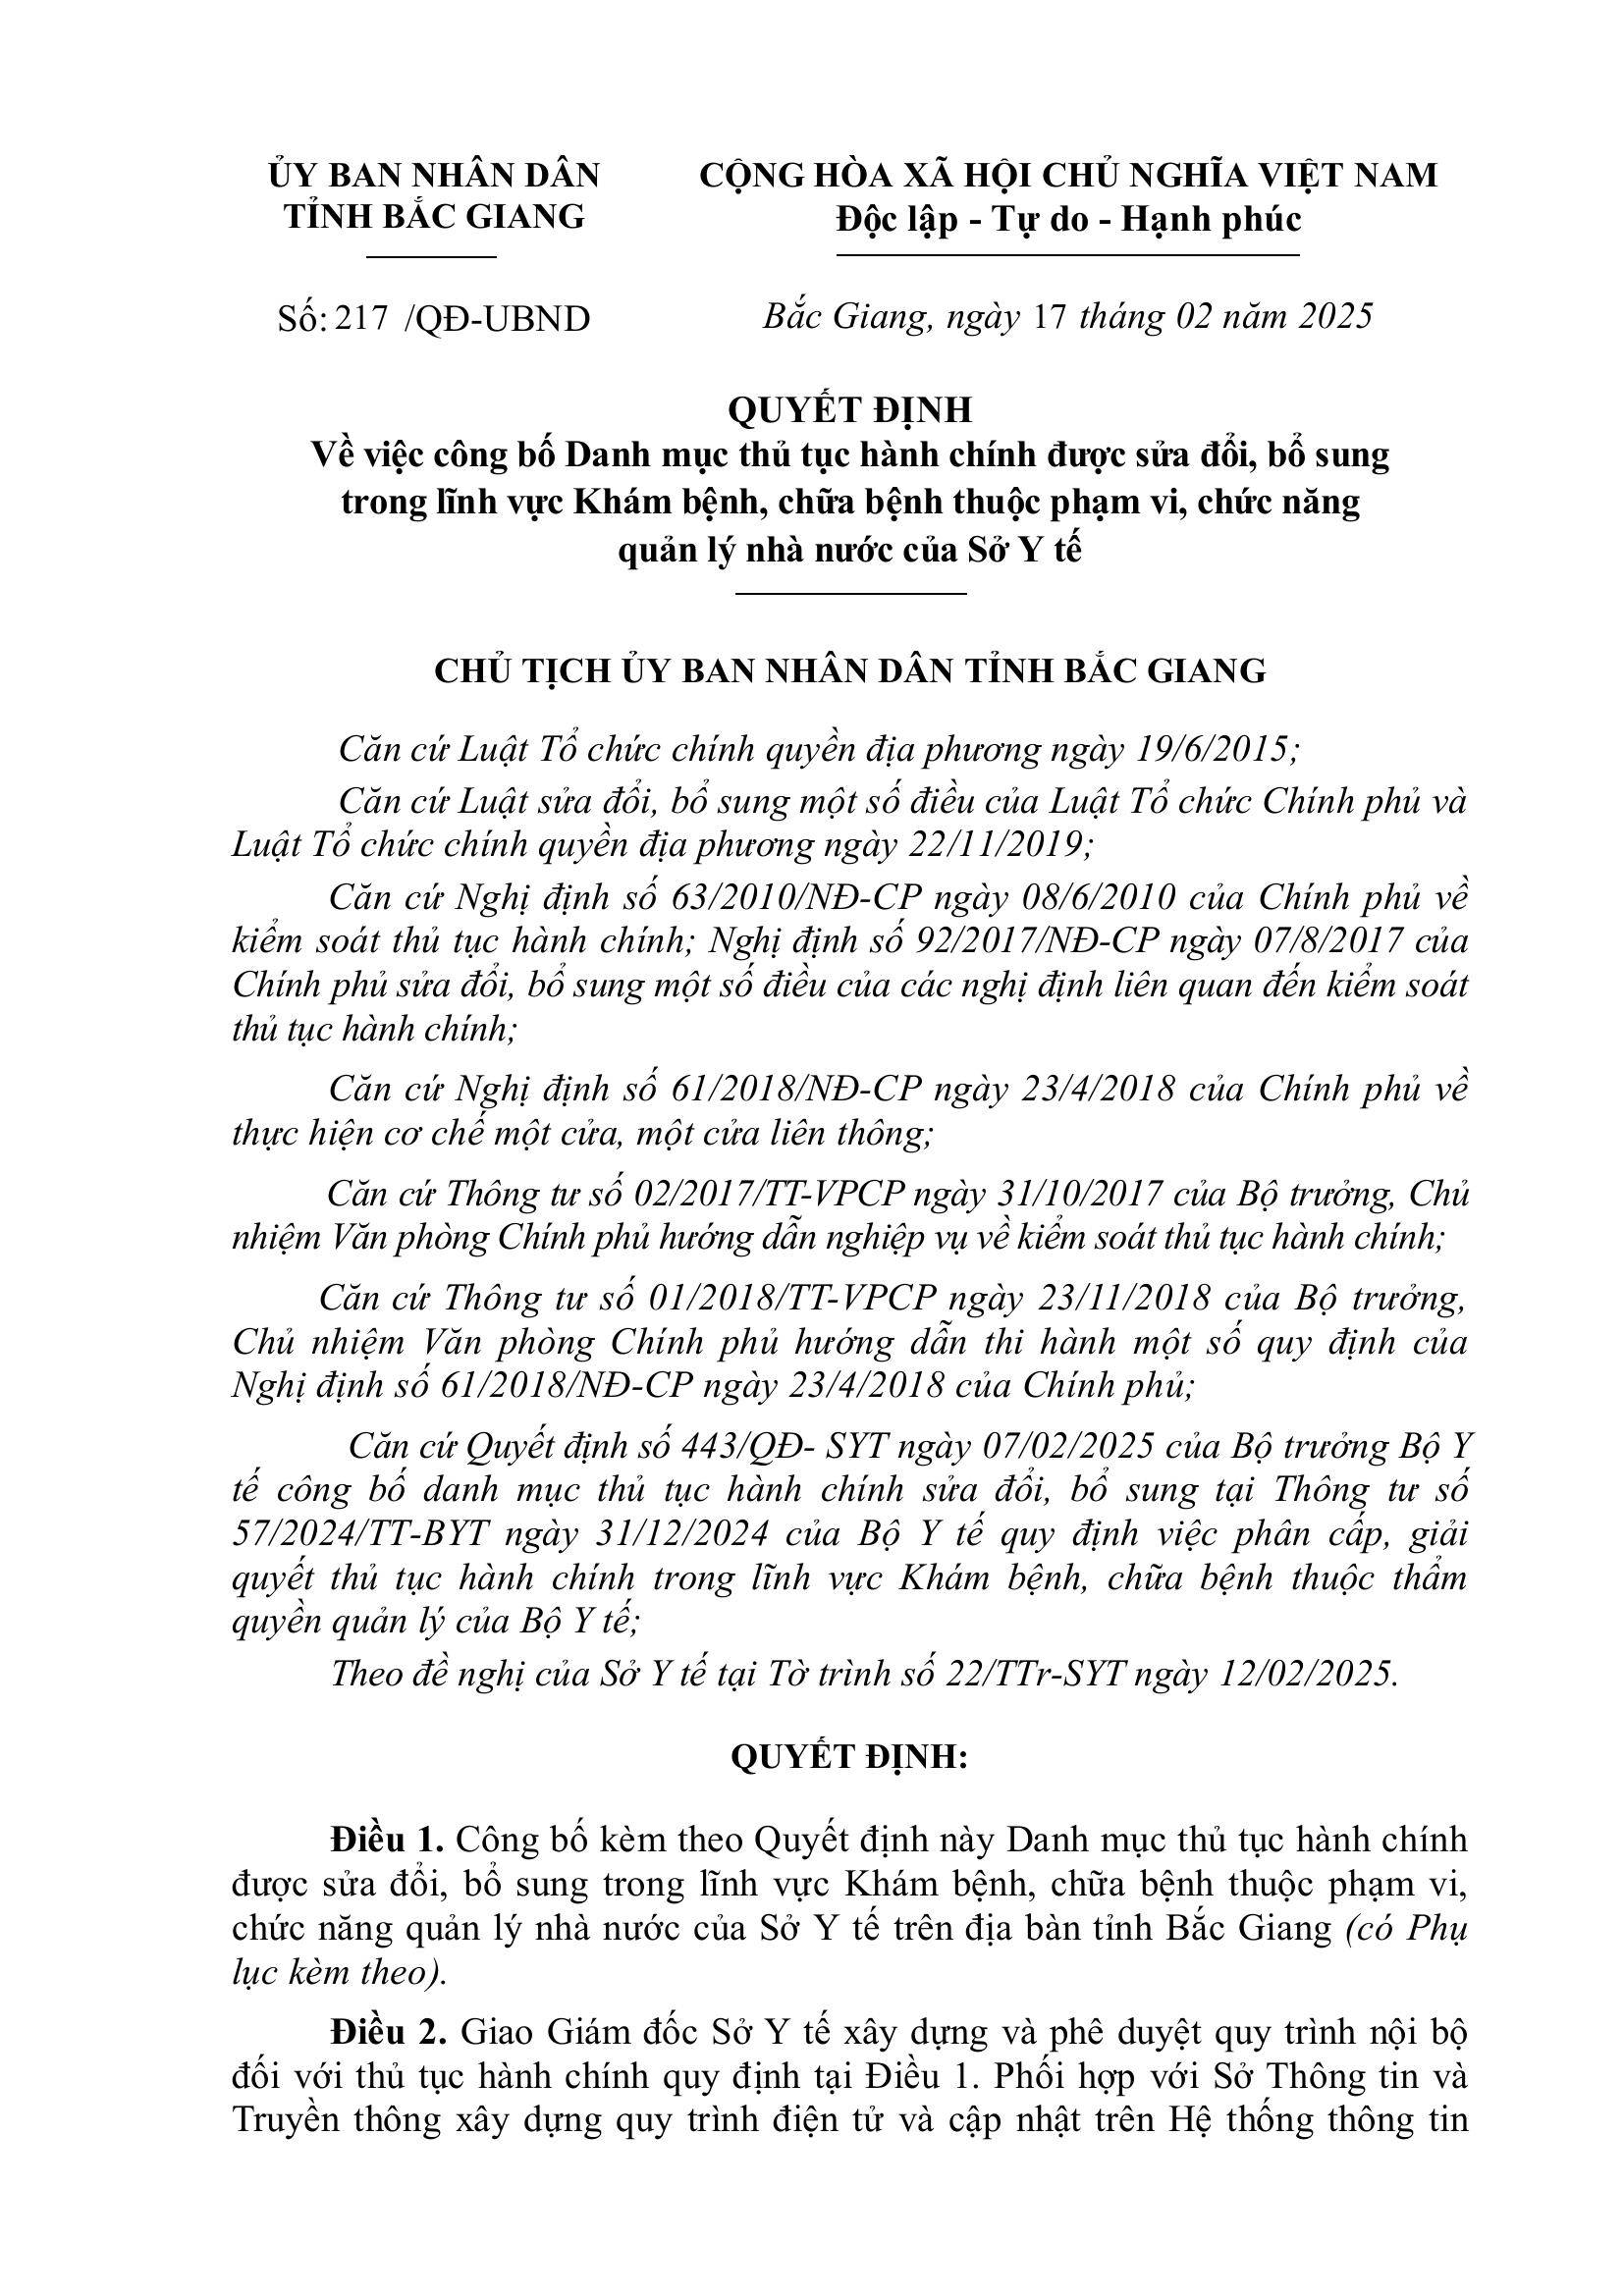 ỦY BAN NHÂN DÂN
TỈNH BẮC GIANG
CỘNG HÒA XÃ HỘI CHỦ NGHĨA VIỆT NAM
Độc lập - Tự do - Hạnh phúc
Số: 217 /QĐ-UBND
Bắc Giang, ngày 17 tháng 02 năm 2025
QUYẾT ĐỊNH
Về việc công bố Danh mục thủ tục hành chính được sửa đổi, bổ sung
trong lĩnh vực Khám bệnh, chữa bệnh thuộc phạm vi, chức năng
quản lý nhà nước của Sở Y tế
CHỦ TỊCH ỦY BAN NHÂN DÂN TỈNH BẮC GIANG
Căn cứ Luật Tổ chức chính quyền địa phương ngày 19/6/2015;
Căn cứ Luật sửa đổi, bổ sung một số điều của Luật Tổ chức Chính phủ và
Luật Tổ chức chính quyền địa phương ngày 22/11/2019;
Căn cứ Nghị định số 63/2010/NĐ-CP ngày 08/6/2010 của Chính phủ về
kiểm soát thủ tục hành chính; Nghị định số 92/2017/NĐ-CP ngày 07/8/2017 của
Chính phủ sửa đổi, bổ sung một số điều của các nghị định liên quan đến kiểm soát
thủ tục hành chính;
Căn cứ Nghị định số 61/2018/NĐ-CP ngày 23/4/2018 của Chính phủ về
thực hiện cơ chế một cửa, một cửa liên thông;
Căn cứ Thông tư số 02/2017/TT-VPCP ngày 31/10/2017 của Bộ trưởng, Chủ
nhiệm Văn phòng Chính phủ hướng dẫn nghiệp vụ về kiểm soát thủ tục hành chính;
Căn cứ Thông tư số 01/2018/TT-VPCP ngày 23/11/2018 của Bộ trưởng,
Chủ nhiệm Văn phòng Chính phủ hướng dẫn thi hành một số quy định của
Nghị định số 61/2018/NĐ-CP ngày 23/4/2018 của Chính phủ;
Căn cứ Quyết định số 443/QĐ- SYT ngày 07/02/2025 của Bộ trưởng Bộ Y
tế công bố danh mục thủ tục hành chính sửa đổi, bổ sung tại Thông tư số
57/2024/TT-BYT ngày 31/12/2024 của Bộ Y tế quy định việc phân cấp, giải
quyết thủ tục hành chính trong lĩnh vực Khám bệnh, chữa bệnh thuộc thẩm
quyền quản lý của Bộ Y tế;
Theo đề nghị của Sở Y tế tại Tờ trình số 22/TTr-SYT ngày 12/02/2025.
QUYẾT ĐỊNH:
Điều 1. Công bố kèm theo Quyết định này Danh mục thủ tục hành chính
được sửa đổi, bổ sung trong lĩnh vực Khám bệnh, chữa bệnh thuộc phạm vi,
chức năng quản lý nhà nước của Sở Y tế trên địa bàn tỉnh Bắc Giang (có Phụ
lục kèm theo).
Điều 2. Giao Giám đốc Sở Y tế xây dựng và phê duyệt quy trình nội bộ
đối với thủ tục hành chính quy định tại Điều 1. Phối hợp với Sở Thông tin và
Truyền thông xây dựng quy trình điện tử và cập nhật trên Hệ thống thông tin